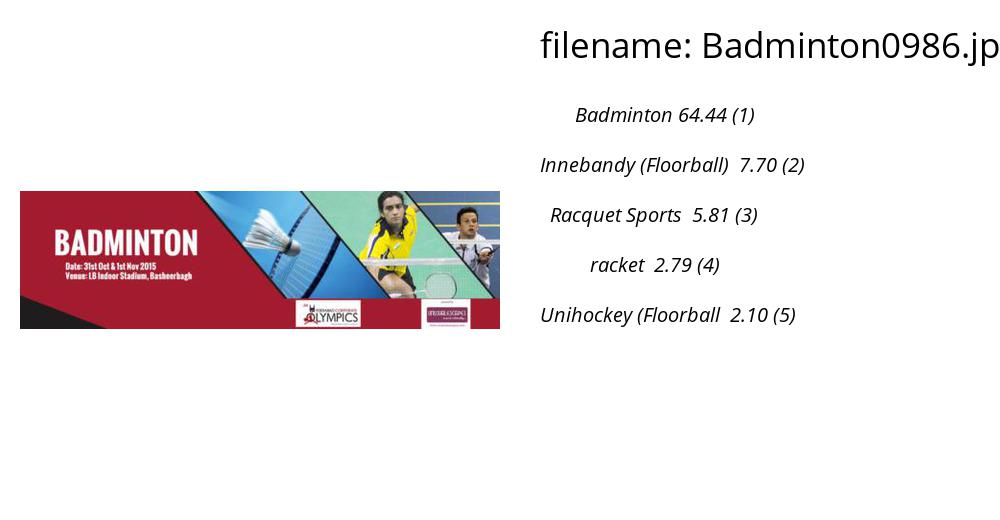 filename: Badminton0986.jp
Badminton 64.44 (1)
Innebandy (Floorball) 7.70 (2)
Racquet Sports 5.81 (3)
racket 2.79 (4)
Unihockey (Floorball 2.10 (5)
BADMINTON
Date: 31st Oct & 1st Nov 2015
Venue: LB Indoor Stadium, Basheerbagh
OLYMPICS